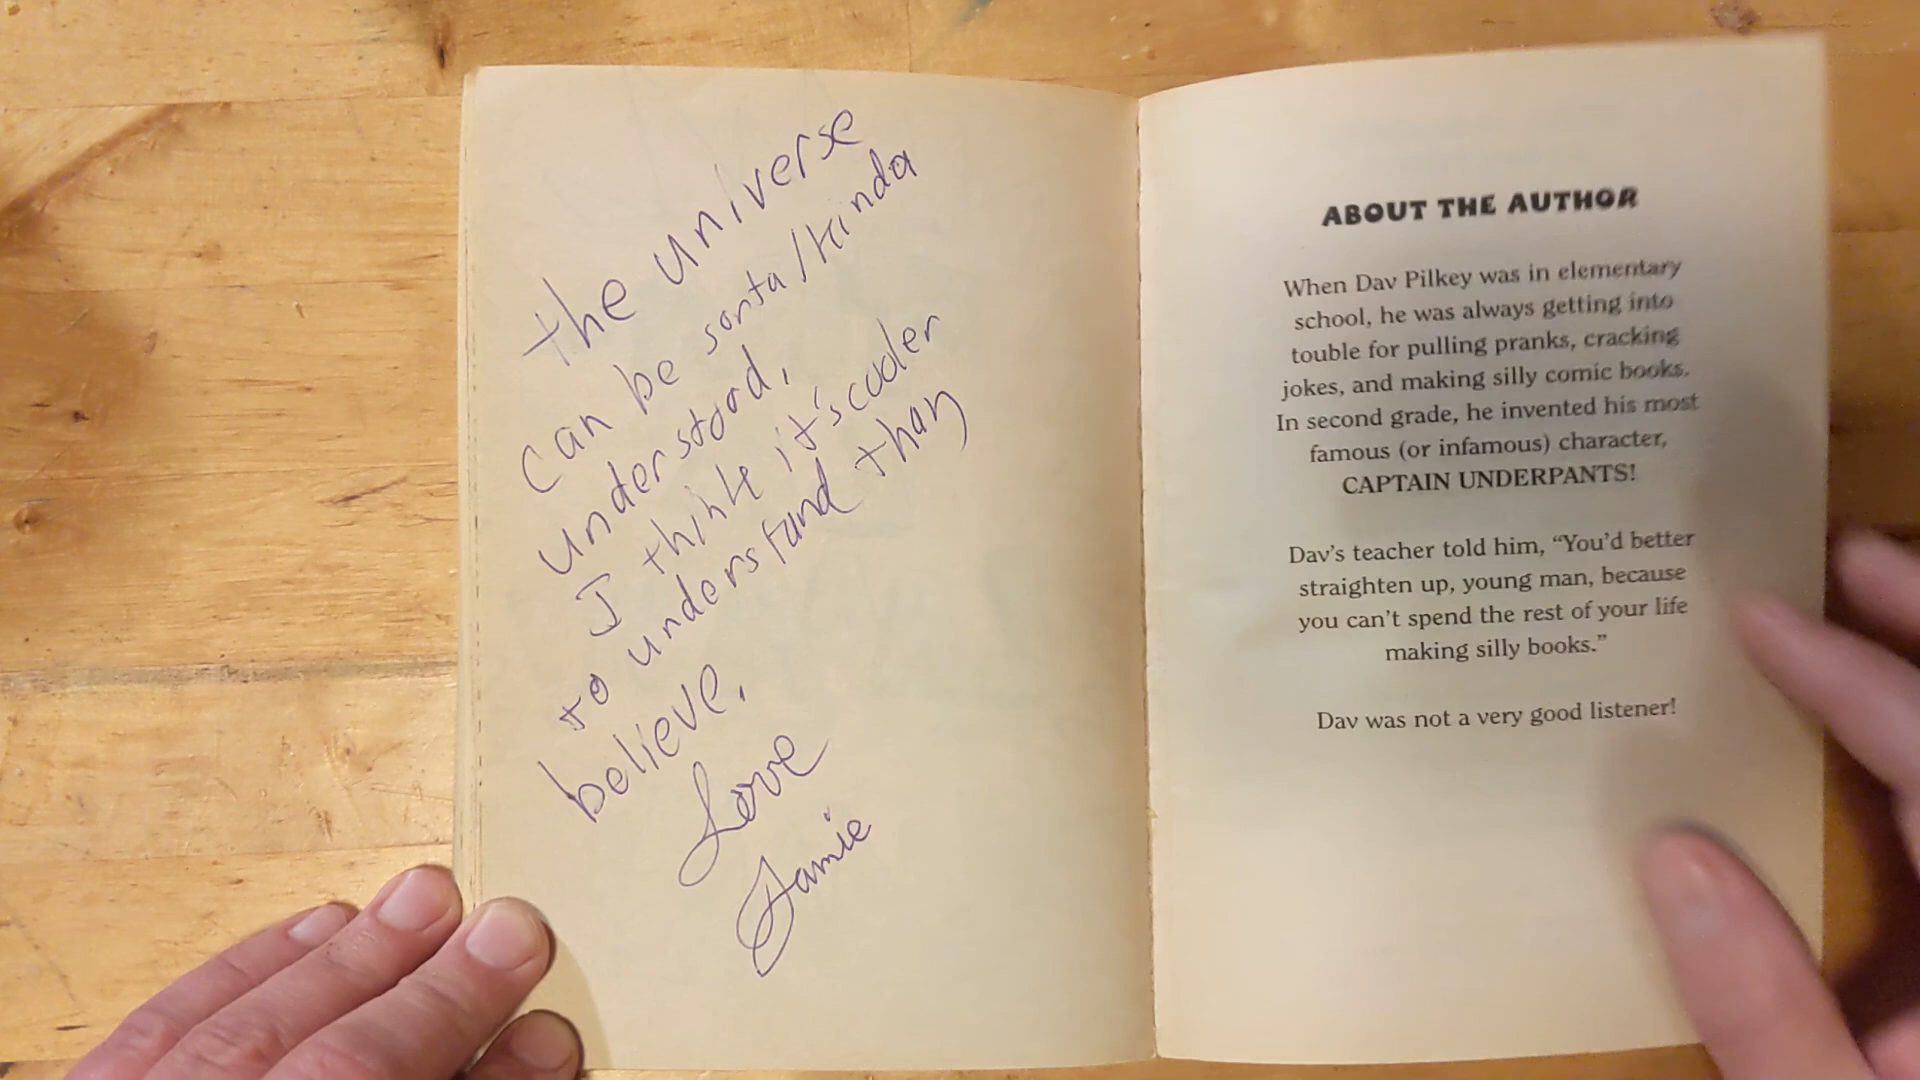 the universe
can be sorta/kinda
understood,
I think it's cooler
to understand than
believe.
Love
Jamie
ABOUT THE AUTHOR
When Dav Pilkey was in elementary
school, he was always getting into
touble for pulling pranks, cracking
jokes, and making silly comic books.
In second grade, he invented his most
famous (or infamous) character,
CAPTAIN UNDERPANTS!
Dav's teacher told him, “You'd better
straighten up, young man, because
you can't spend the rest of your life
making silly books.”
Dav was not a very good listener!